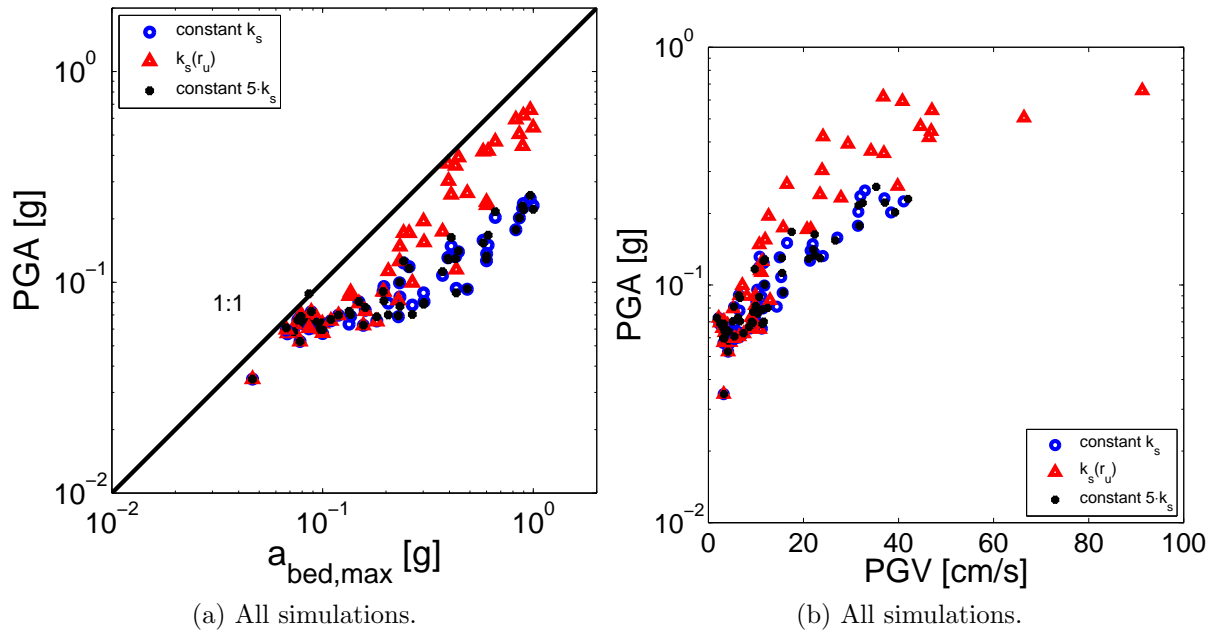 constant k_s
k_s(r_u)
constant 5·k_s
1:1
10^0
10^−1
10^−2
PGA [g]
10^−2
10^−1
10^0
a_bed,max [g]
(a) All simulations.
10^0
10^−1
10^−2
PGA [g]
constant k_s
k_s(r_u)
constant 5·k_s
0 20 40 60 80 100
PGV [cm/s]
(b) All simulations.